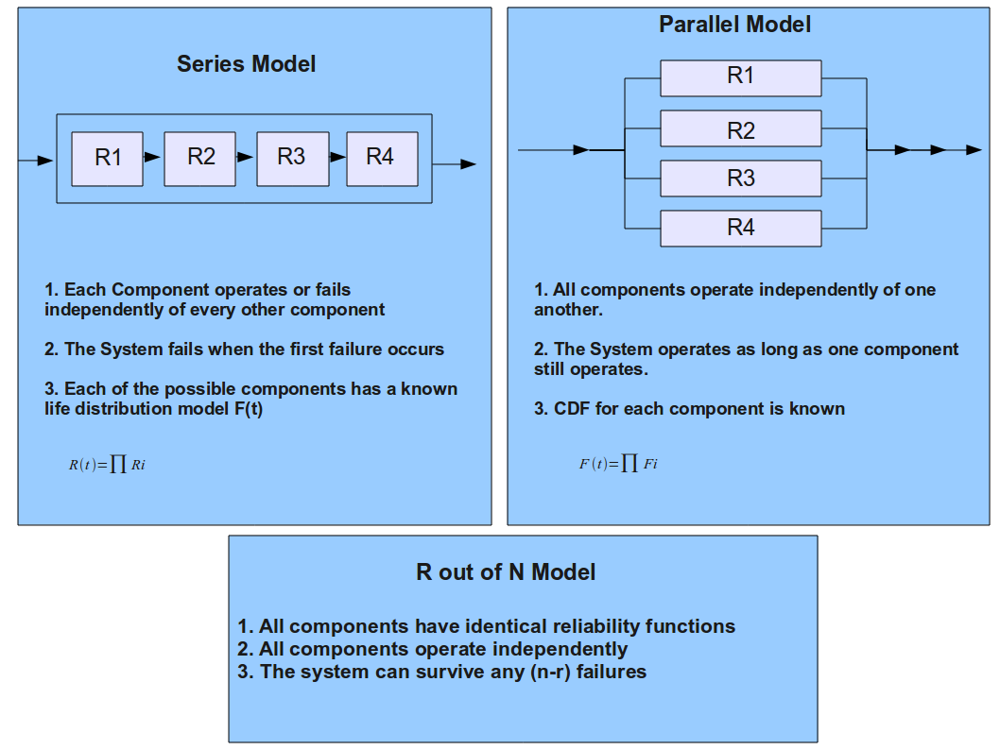 Series Model
R1 R2 R3 R4
1. Each Component operates or fails
independently of every other component
2. The System fails when the first failure occurs
3. Each of the possible components has a known
life distribution model F(t)
R(t)=∏ Ri
Parallel Model
R1
R2
R3
R4
1. All components operate independently of one
another.
2. The System operates as long as one component
still operates.
3. CDF for each component is known
F(t)=∏ Fi
R out of N Model
1. All components have identical reliability functions
2. All components operate independently
3. The system can survive any (n-r) failures